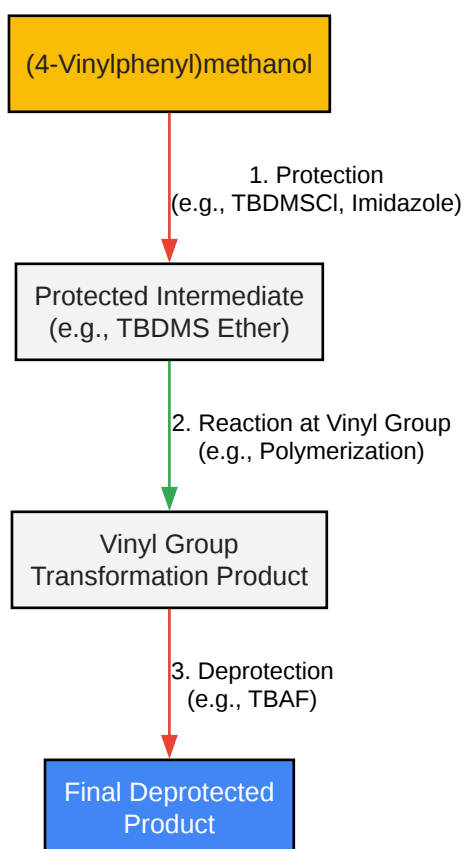 (4-Vinylphenyl)methanol
1. Protection
(e.g., TBDMSCl, Imidazole)
Protected Intermediate
(e.g., TBDMS Ether)
2. Reaction at Vinyl Group
(e.g., Polymerization)
Vinyl Group
Transformation Product
3. Deprotection
(e.g., TBAF)
Final Deprotected
Product